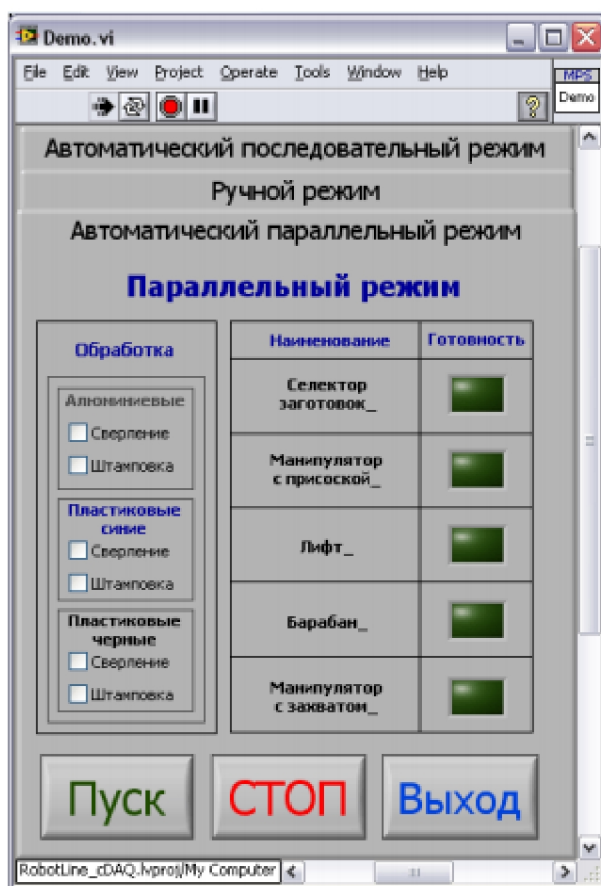 Demo.vi
File Edit View Project Operate Tools Window Help
MPS
Demo
Автоматический последовательный режим
Ручной режим
Автоматический параллельный режим
Параллельный режим
Обработка
Алюминиевые
Сверление
Штамповка
Пластиковые
синие
Сверление
Штамповка
Пластиковые
черные
Сверление
Штамповка
Наименование Готовность
Селектор
заготовок_
Манипулятор
с присоской_
Лифт_
Барабан_
Манипулятор
с захватом_
Пуск СТОП Выход
RobotLine_cDAQ.lvproj/My Computer